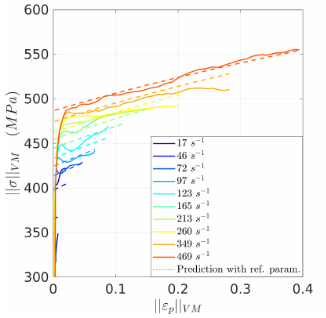 600
550
500
450
400
350
300
||σ||VM (MPa)
17 s⁻¹
46 s⁻¹
72 s⁻¹
97 s⁻¹
123 s⁻¹
165 s⁻¹
213 s⁻¹
260 s⁻¹
349 s⁻¹
469 s⁻¹
Prediction with ref. param.
0 0.1 0.2 0.3 0.4
||εp||VM